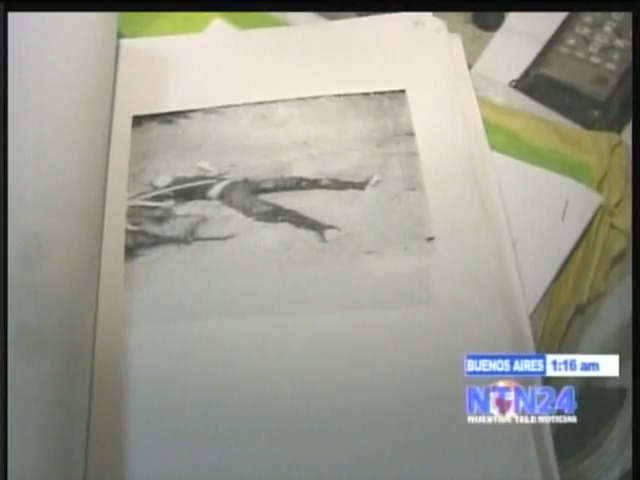 BUENOS AIRES 1:16 am
NTN24
NUESTRA TELE NOTICIAS